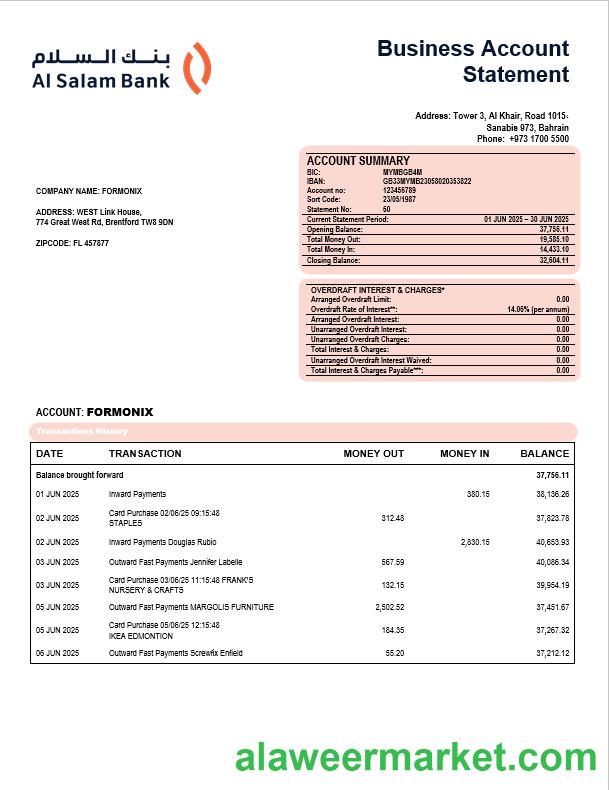 بنك السلام
Al Salam Bank
Business Account
Statement
Address: Tower 3, Al Khair, Road 1015،
Sanabis 973, Bahrain
Phone: +973 1700 5500
COMPANY NAME: FORMONIX
ADDRESS: WEST Link House,
774 Great West Rd, Brentford TW8 9DN
ZIPCODE: FL 457877
ACCOUNT SUMMARY
BIC: MYMBGB4M
IBAN: GB33MYMB23058020353822
Account no: 123456789
Sort Code: 23/05/1987
Statement No: 60
Current Statement Period: 01 JUN 2025 – 30 JUN 2025
Opening Balance: 37,756.11
Total Money Out: 19,585.10
Total Money In: 14,433.10
Closing Balance: 32,604.11
OVERDRAFT INTEREST & CHARGES*
Arranged Overdraft Limit: 0.00
Overdraft Rate of Interest**: 14.06% (per annum)
Arranged Overdraft Interest: 0.00
Unarranged Overdraft Interest: 0.00
Unarranged Overdraft Charges: 0.00
Total Interest & Charges: 0.00
Unarranged Overdraft Interest Waived: 0.00
Total Interest & Charges Payable***: 0.00
ACCOUNT: FORMONIX
Transactions History
DATE TRANSACTION MONEY OUT MONEY IN BALANCE
Balance brought forward 37,756.11
01 JUN 2025 Inward Payments 380.15 38,136.26
02 JUN 2025 Card Purchase 02/06/25 09:15:48 312.48 37,823.78
STAPLES
02 JUN 2025 Inward Payments Douglas Rubio 2,830.15 40,653.93
03 JUN 2025 Outward Fast Payments Jennifer Labelle 567.59 40,086.34
03 JUN 2025 Card Purchase 03/06/25 11:15:48 FRANK'S 132.15 39,954.19
NURSERY & CRAFTS
05 JUN 2025 Outward Fast Payments MARGOLIS FURNITURE 2,502.52 37,451.67
05 JUN 2025 Card Purchase 05/06/25 12:15:48 184.35 37,267.32
IKEA EDMONTION
06 JUN 2025 Outward Fast Payments Screwfix Enfield 55.20 37,212.12
alaweermarket.com